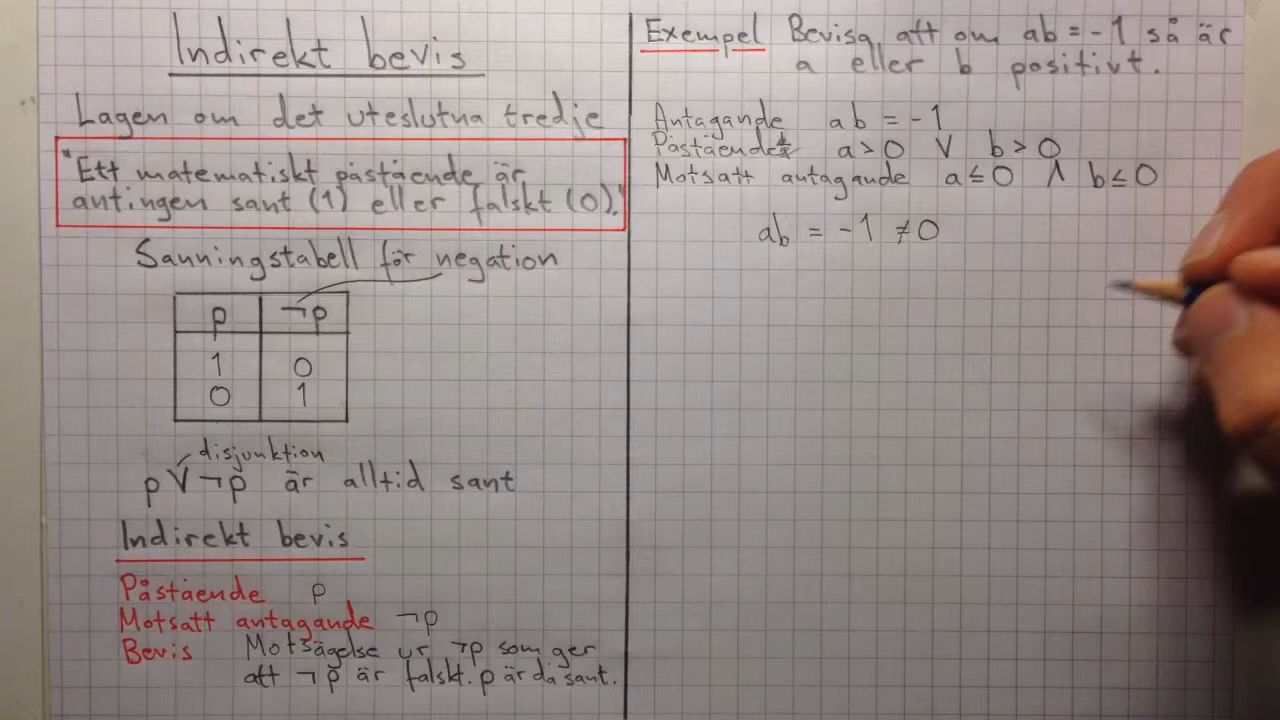 Indirekt bevis
Lagen om det uteslutna tredje
"Ett matematiskt påstående är
antingen sant (1) eller falskt (0)."
Sanningstabell för negation
p ¬p
1 0
0 1
disjunktion
p V ¬p är alltid sant
Indirekt bevis
Påstående p
Motsatt antagande ¬p
Bevis Motsägelse ur ¬p som ger
att ¬p är falskt. p är då sant.
Exempel Bevisa att om ab = -1 så är
a eller b positivt.
Antagande ab = -1
Påstående a > 0 V b > 0
Motsatt antagande a ≤ 0 Λ b ≤ 0
ab = -1 ≠ 0